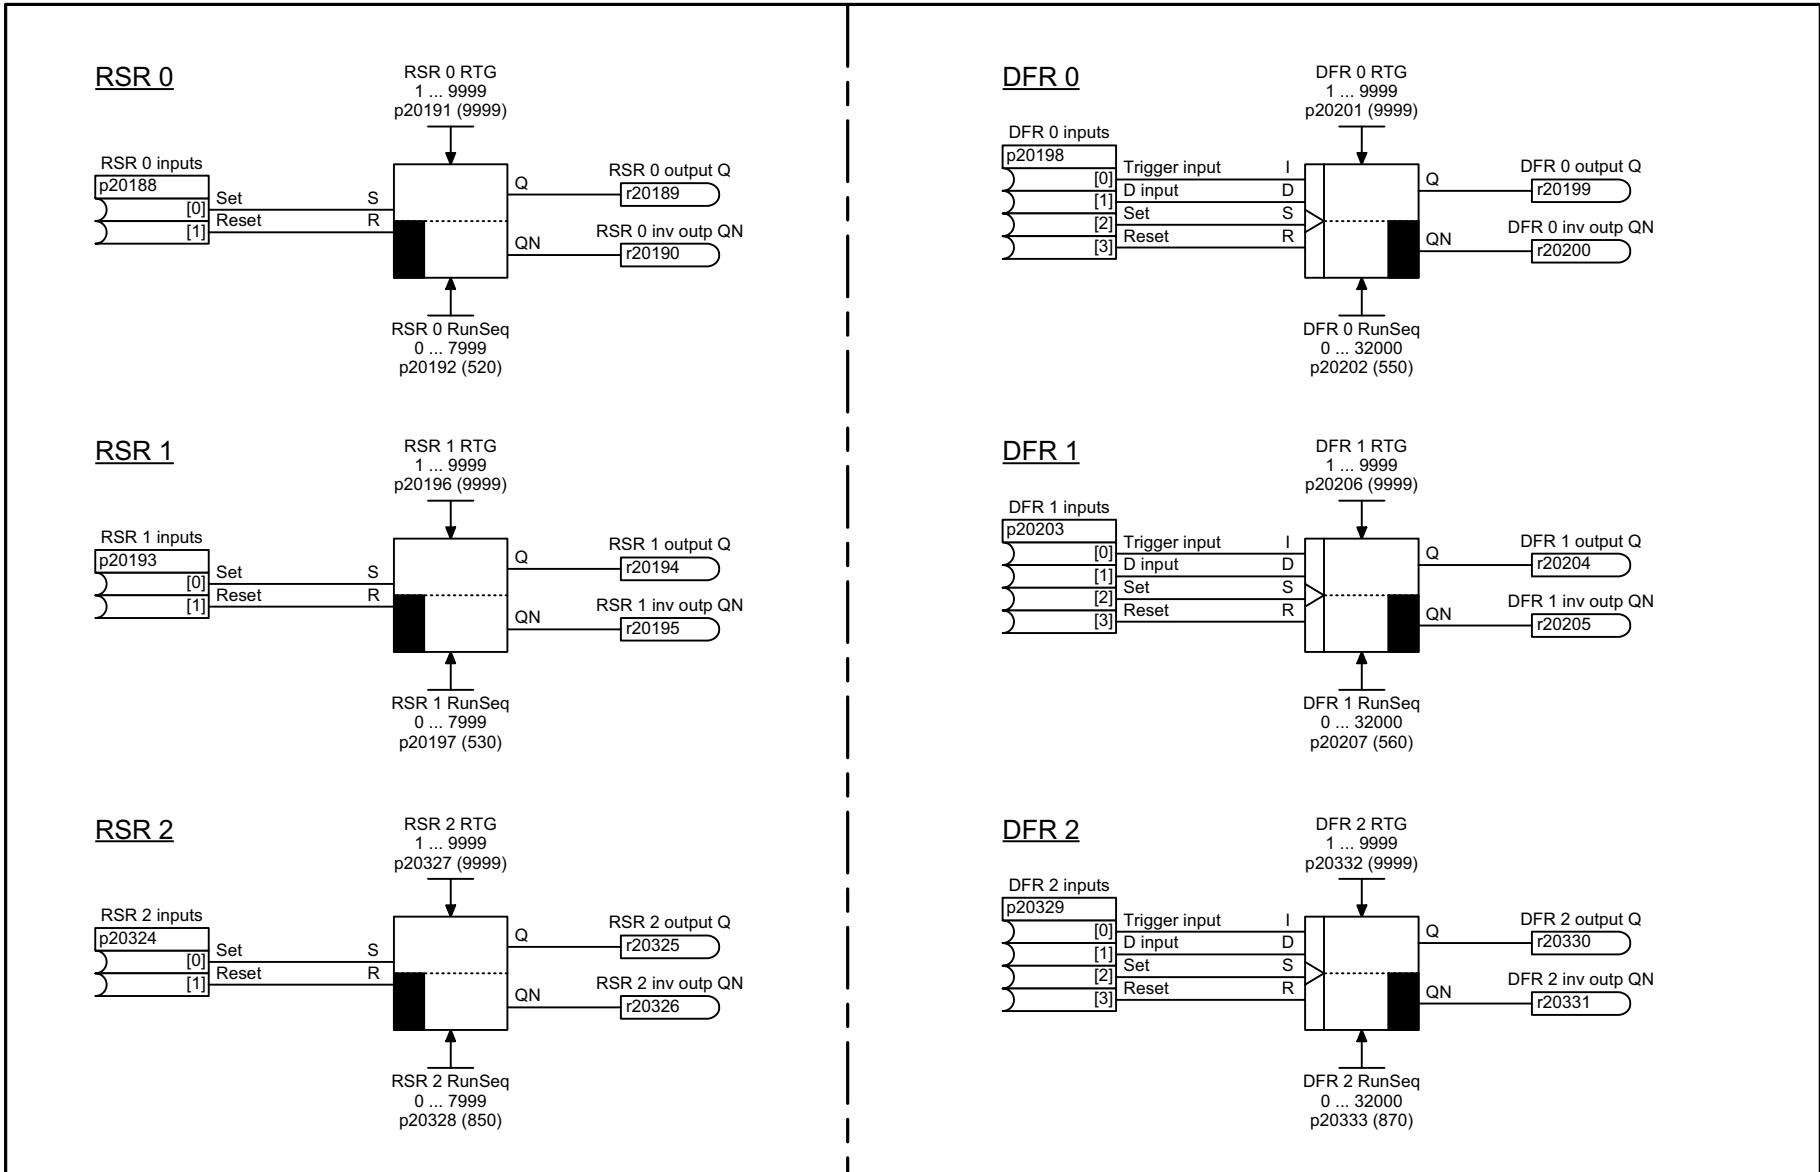 RSR 0
RSR 0 RTG
1 ... 9999
p20191 (9999)
RSR 0 inputs
p20188
[0]
Set
S
[1]
Reset
R
Q
RSR 0 output Q
r20189
QN
RSR 0 inv outp QN
r20190
RSR 0 RunSeq
0 ... 7999
p20192 (520)
RSR 1
RSR 1 RTG
1 ... 9999
p20196 (9999)
RSR 1 inputs
p20193
[0]
Set
S
[1]
Reset
R
Q
RSR 1 output Q
r20194
QN
RSR 1 inv outp QN
r20195
RSR 1 RunSeq
0 ... 7999
p20197 (530)
RSR 2
RSR 2 RTG
1 ... 9999
p20327 (9999)
RSR 2 inputs
p20324
[0]
Set
S
[1]
Reset
R
Q
RSR 2 output Q
r20325
QN
RSR 2 inv outp QN
r20326
RSR 2 RunSeq
0 ... 7999
p20328 (850)
DFR 0
DFR 0 RTG
1 ... 9999
p20201 (9999)
DFR 0 inputs
p20198
[0]
Trigger input
I
[1]
D input
D
[2]
Set
S
[3]
Reset
R
Q
DFR 0 output Q
r20199
QN
DFR 0 inv outp QN
r20200
DFR 0 RunSeq
0 ... 32000
p20202 (550)
DFR 1
DFR 1 RTG
1 ... 9999
p20206 (9999)
DFR 1 inputs
p20203
[0]
Trigger input
I
[1]
D input
D
[2]
Set
S
[3]
Reset
R
Q
DFR 1 output Q
r20204
QN
DFR 1 inv outp QN
r20205
DFR 1 RunSeq
0 ... 32000
p20207 (560)
DFR 2
DFR 2 RTG
1 ... 9999
p20332 (9999)
DFR 2 inputs
p20329
[0]
Trigger input
I
[1]
D input
D
[2]
Set
S
[3]
Reset
R
Q
DFR 2 output Q
r20330
QN
DFR 2 inv outp QN
r20331
DFR 2 RunSeq
0 ... 32000
p20333 (870)